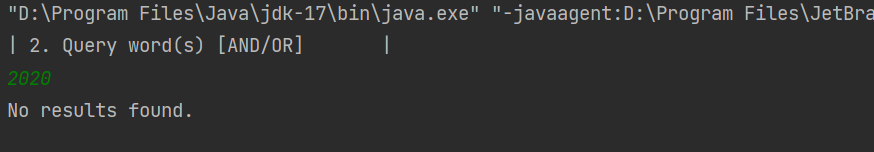 "D:\Program Files\Java\jdk-17\bin\java.exe" "-javaagent:D:\Program Files\JetBra
| 2. Query word(s) [AND/OR]       |
2020
No results found.